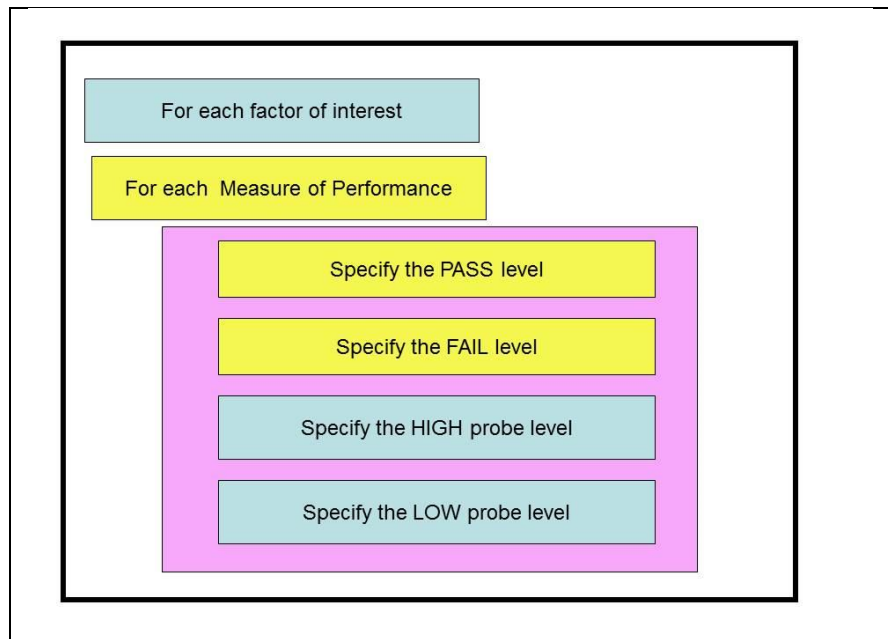 For each factor of interest
For each  Measure of Performance
Specify the PASS level
Specify the FAIL level
Specify the HIGH probe level
Specify the LOW probe level